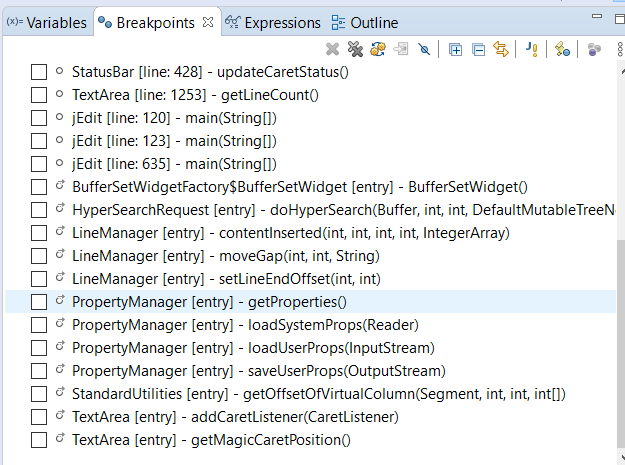 (x)= Variables Breakpoints Expressions Outline
StatusBar [line: 428] - updateCaretStatus()
TextArea [line: 1253] - getLineCount()
jEdit [line: 120] - main(String[])
jEdit [line: 123] - main(String[])
jEdit [line: 635] - main(String[])
BufferSetWidgetFactory$BufferSetWidget [entry] - BufferSetWidget()
HyperSearchRequest [entry] - doHyperSearch(Buffer, int, int, DefaultMutableTreeN
LineManager [entry] - contentInserted(int, int, int, int, IntegerArray)
LineManager [entry] - moveGap(int, int, String)
LineManager [entry] - setLineEndOffset(int, int)
PropertyManager [entry] - getProperties()
PropertyManager [entry] - loadSystemProps(Reader)
PropertyManager [entry] - loadUserProps(InputStream)
PropertyManager [entry] - saveUserProps(OutputStream)
StandardUtilities [entry] - getOffsetOfVirtualColumn(Segment, int, int, int[])
TextArea [entry] - addCaretListener(CaretListener)
TextArea [entry] - getMagicCaretPosition()